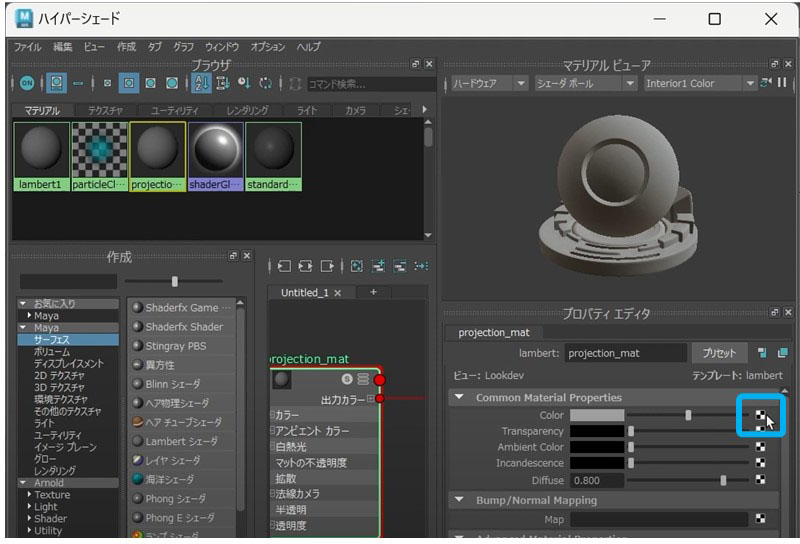 ハイパーシェード
ファイル 編集 ビュー 作成 タブ グラフ ウィンドウ オプション ヘルプ
ブラウザ
ON
コマンド検索...
マテリアル テクスチャ ユーティリティ レンダリング ライト カメラ シェ
lambert1 particleCl... projectio... shaderGl... standard...
マテリアル ビューア
ハードウェア シェーダ ボール Interior1 Color
作成
お気に入り
Maya
Maya
サーフェス
ボリューム
ディスプレイスメント
2D テクスチャ
3D テクスチャ
環境テクスチャ
その他のテクスチャ
ライト
ユーティリティ
イメージ プレーン
グロー
レンダリング
Arnold
Texture
Light
Shader
Utility
Shaderfx Game ...
Shaderfx Shader
Stingray PBS
異方性
Blinn シェーダ
ヘア物理シェーダ
ヘア チューブシェーダ
Lambert シェーダ
レイヤ シェーダ
海洋シェーダ
Phong シェーダ
Phong E シェーダ
ランプ シェーダ
Untitled_1
projection_mat
S
出力カラー
カラー
アンビエント カラー
白熱光
マットの不透明度
拡散
法線カメラ
半透明
透明度
プロパティ エディタ
projection_mat
lambert: projection_mat プリセット
ビュー: Lookdev テンプレート: lambert
Common Material Properties
Color
Transparency
Ambient Color
Incandescence
Diffuse 0.800
Bump/Normal Mapping
Map
Advanced Material Properties